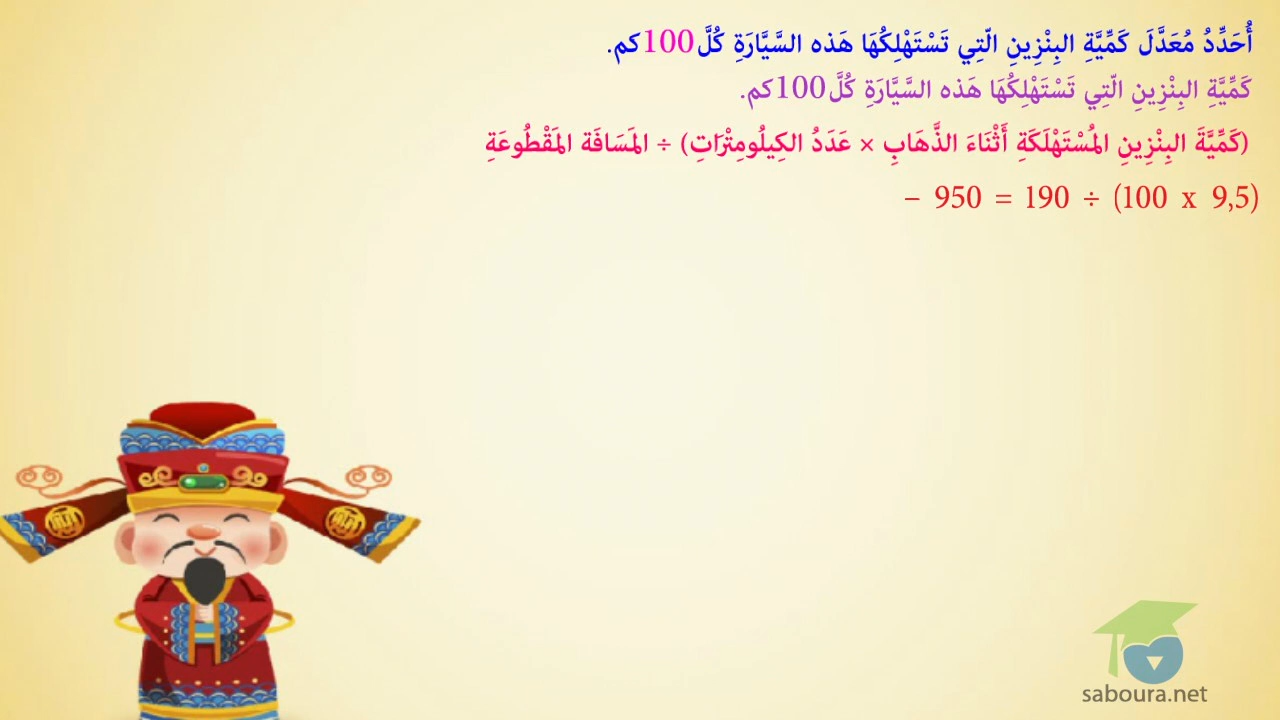 أُحَدِّدُ مُعَدَّلَ كَمِّيَّةِ البِنْزِينِ الّتِي تَسْتَهْلِكُهَا هَذه السَّيَّارَةِ كُلَّ 100كم.
كَمِّيَّةِ البِنْزِينِ الّتِي تَسْتَهْلِكُهَا هَذه السَّيَّارَةِ كُلَّ 100كم.
(كَمِّيَّةَ البِنْزِينِ المُسْتَهْلَكَةِ أَثْنَاءَ الذَّهَابِ × عَدَدُ الكِيلُومِتْرَاتِ) ÷ المَسَافَة المَقْطُوعَةِ
– 950 = 190 ÷ (100 x 9,5)
saboura.net